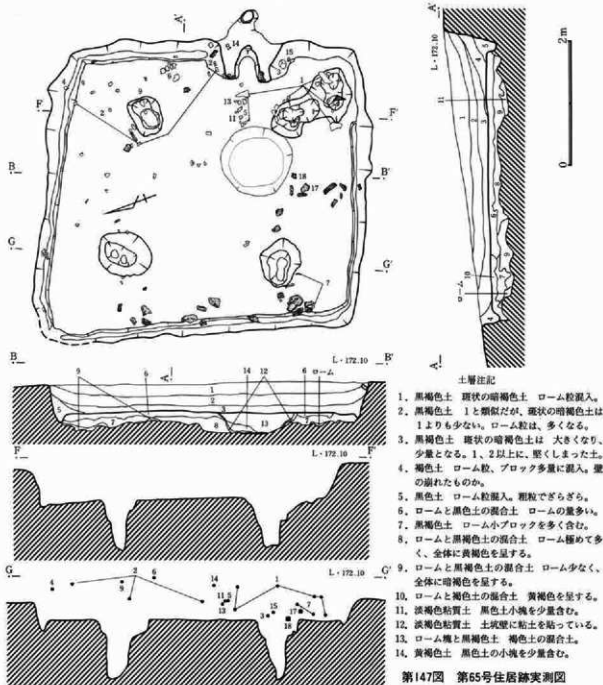 A'
L・172.10
2m
0
F
B
B'
G
G'
A
L・172.10
B
A
B'
ローム
F
L・172.10
F'
G
L・172.10
G'
土層注記
1. 黒褐色土 斑状の暗褐色土 ローム粒混入。
2. 黒褐色土 1と類似だが、斑状の暗褐色土は
1よりも少ない。ローム粒は、多くなる。
3. 黒褐色土 斑状の暗褐色土は 大きくなり、
少量となる。1、2以上に、堅くしまった土。
4. 褐色土 ローム粒、ブロック多量に混入。壁
の崩れたものか。
5. 黒色土 ローム粒混入。粗粒でざらざら。
6. ロームと黒色土の混合土 ロームの量多い。
7. 黒褐色土 ローム小ブロックを多く含む。
8. ロームと黒褐色土の混合土 ローム極めて多
く、全体に黄褐色を呈する。
9. ロームと黒褐色土の混合土 ローム少なく、
全体に暗褐色を呈する。
10. ロームと褐色土の混合土 黄褐色を呈する。
11. 淡褐色粘質土 黒色土小塊を少量含む。
12. 淡褐色粘質土 土坑壁に粘土を貼っている。
13. ローム塊と黒褐色土 褐色土の混合土。
14. 黄褐色土 黒色土の小塊を少量含む。
第147図 第65号住居跡実測図